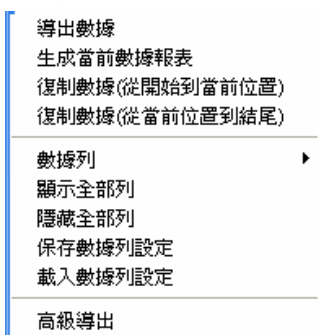 導出數據
生成當前數據報表
復制數據(從開始到當前位置)
復制數據(從當前位置到結尾)
數據列
顯示全部列
隱藏全部列
保存數據列設定
載入數據列設定
高級導出